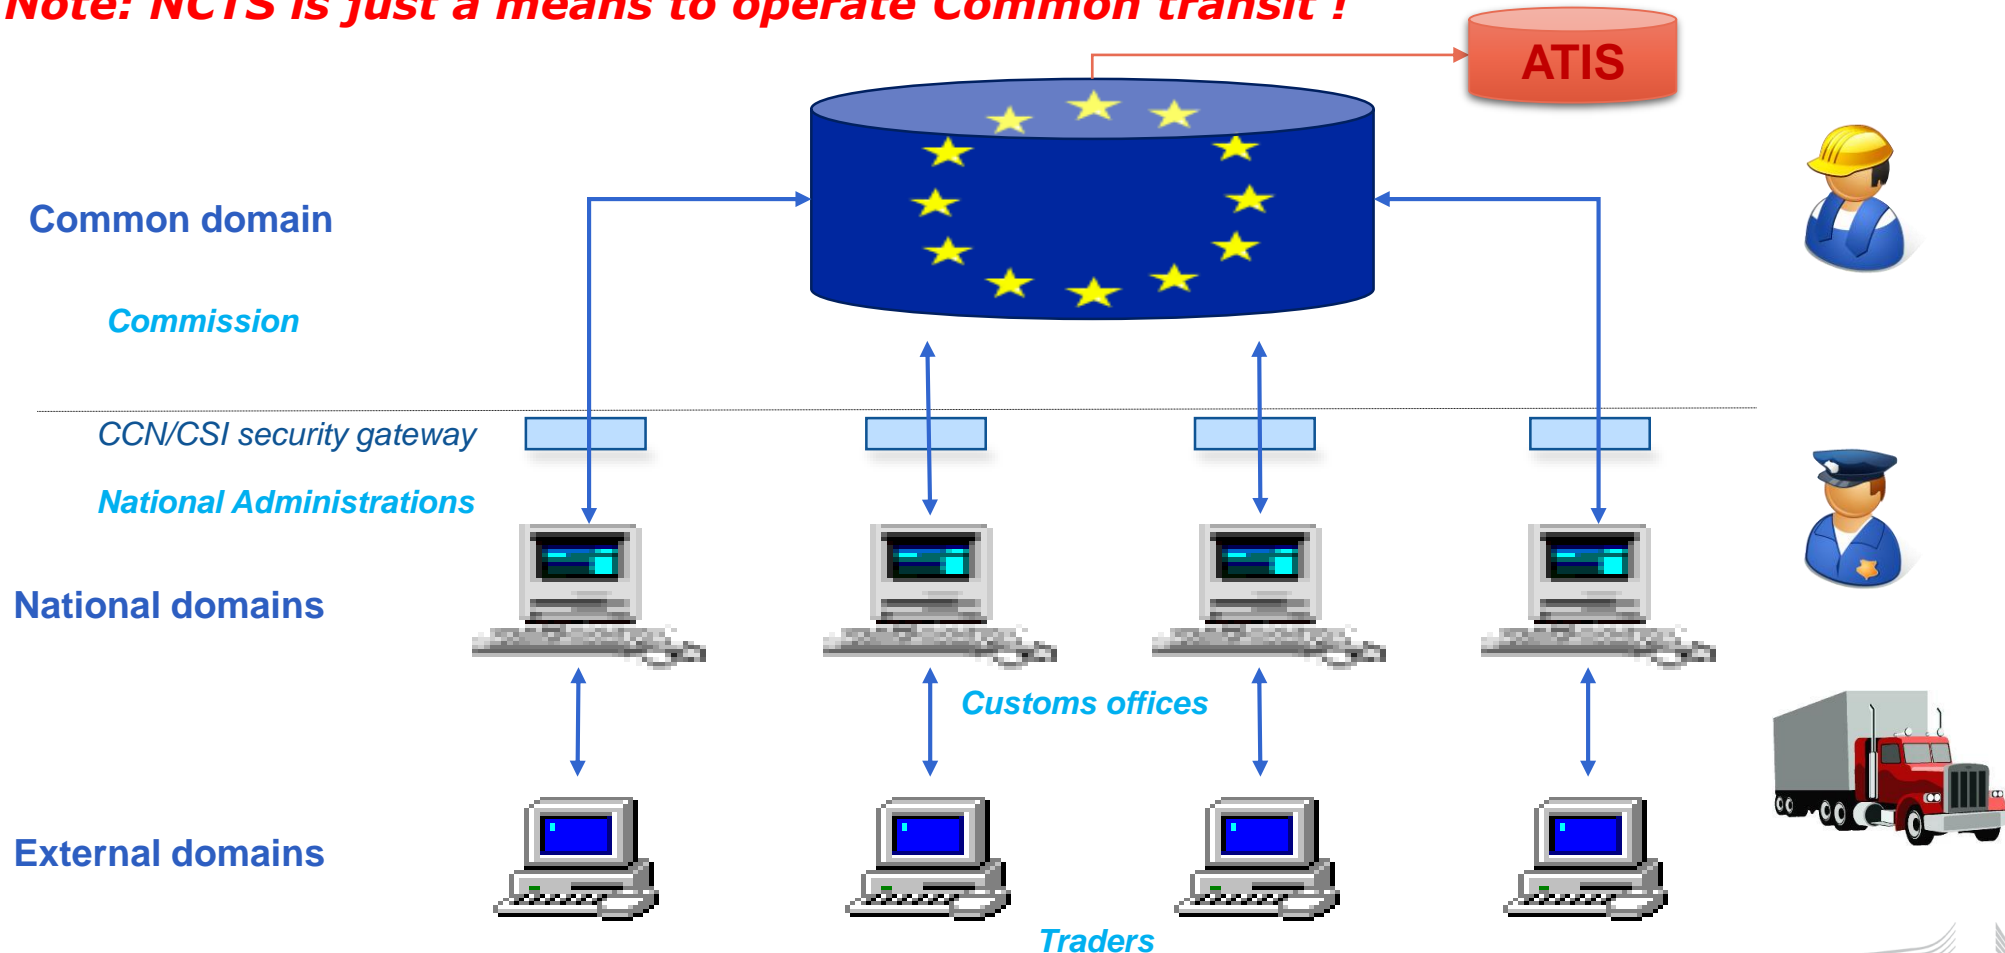 Note: NCTS is just a means to operate Common transit !
ATIS
Common domain
Commission
CCN/CSI security gateway
National Administrations
National domains
Customs offices
External domains
Traders